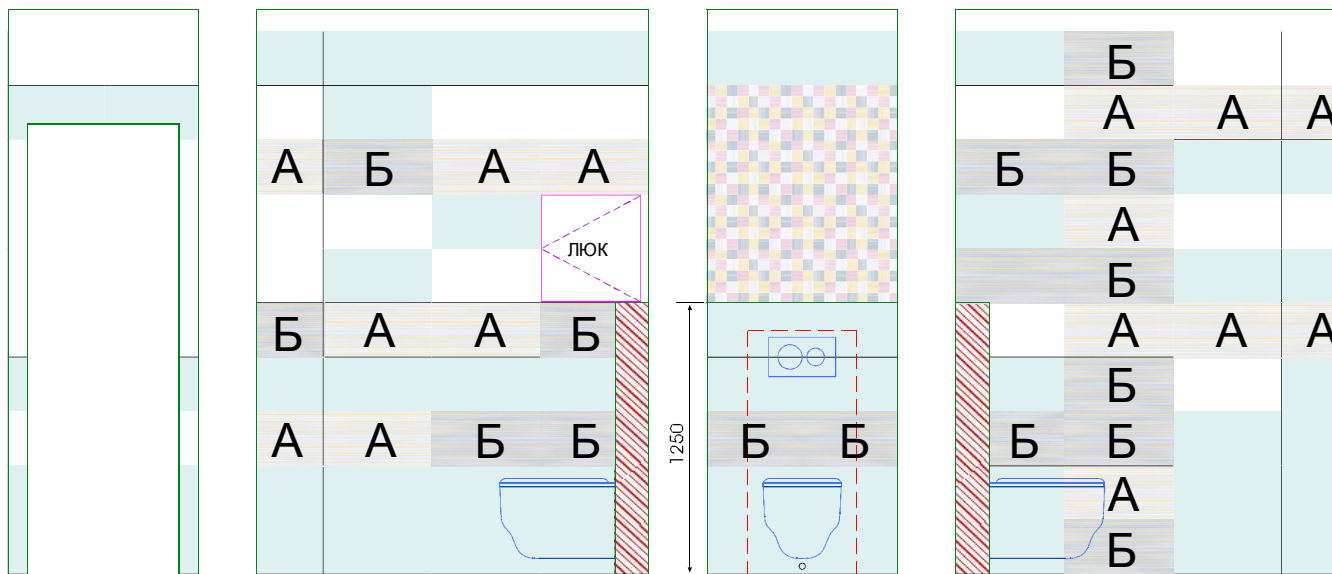 Б
А А А
А Б А А Б Б
А
ЛЮК Б
Б А А Б А А А
Б
1250
А А Б Б Б Б Б Б
А
Б